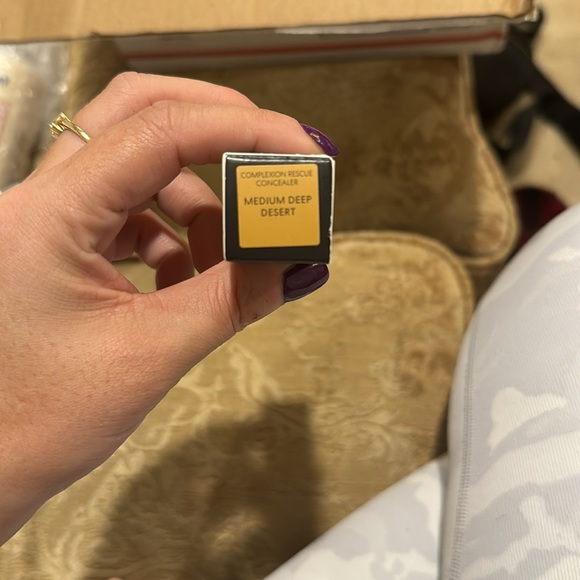 COMPLEXION RESCUE
CONCEALER
MEDIUM DEEP
DESERT